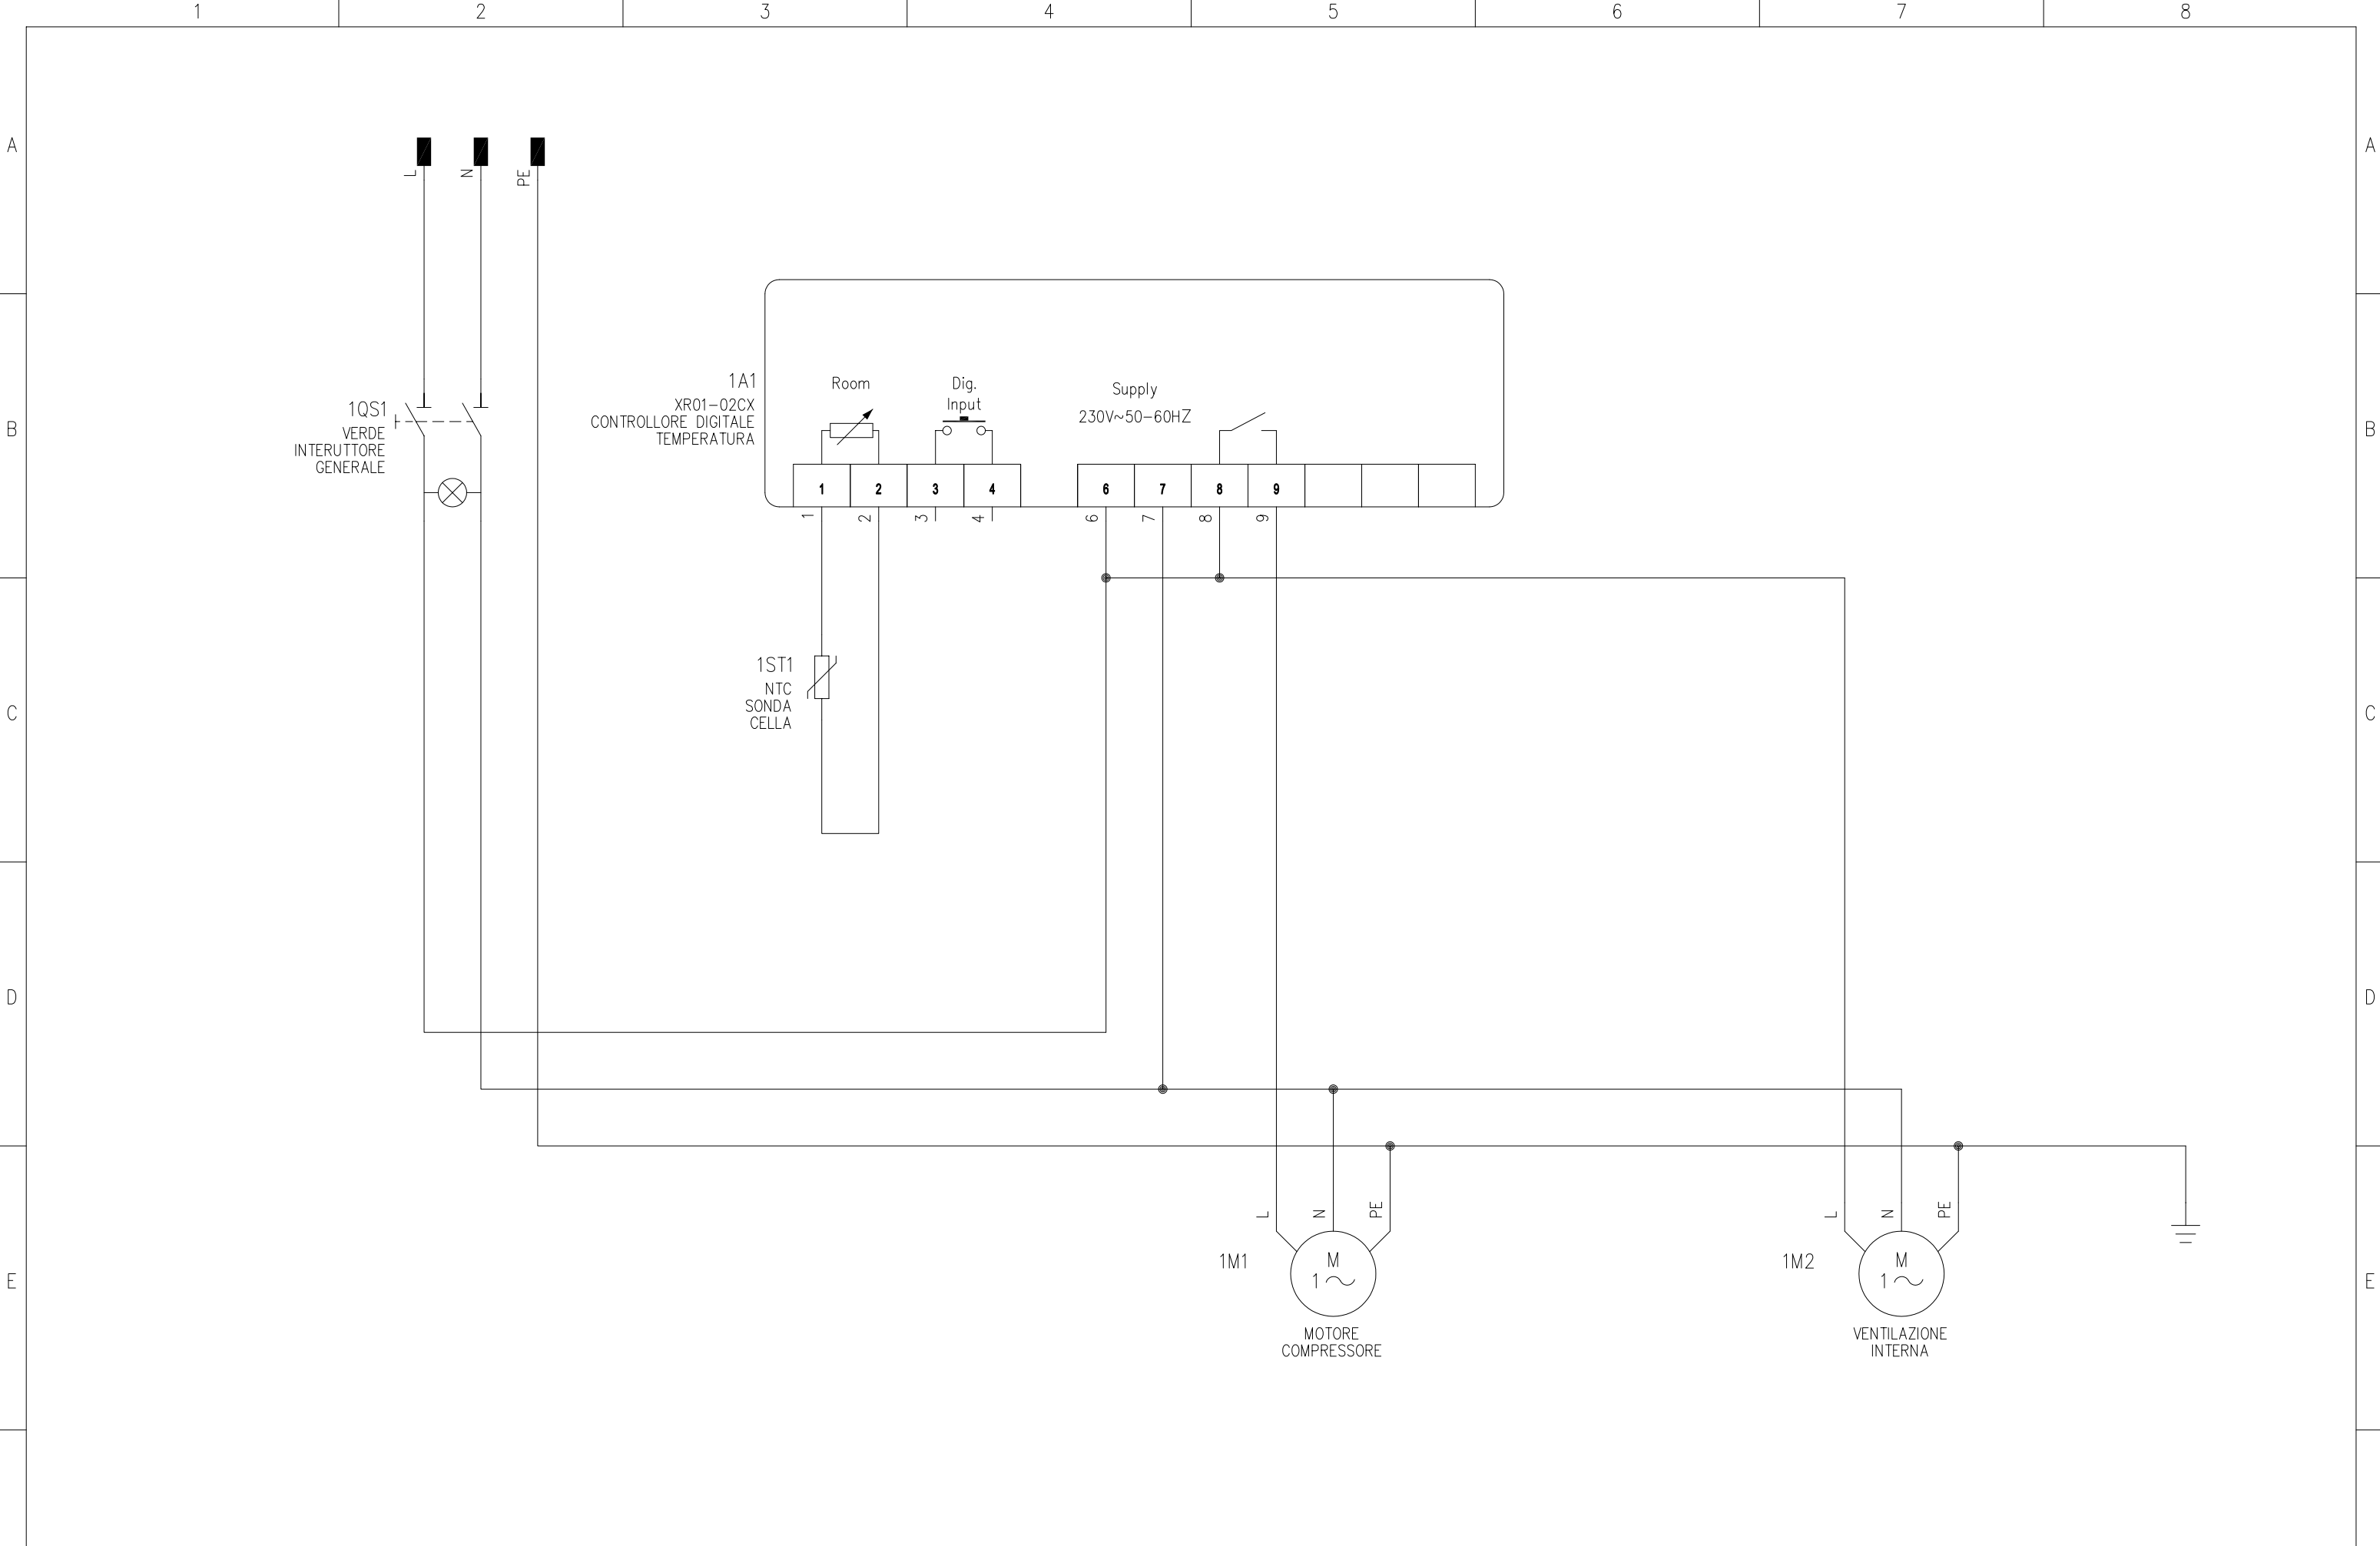 1 2 3 4 5 6 7 8
A A
L N PE
1A1
XR01-02CX
CONTROLLORE DIGITALE
TEMPERATURA
Room
Dig.
Input
Supply
230V~50-60HZ
1QS1
VERDE
INTERUTTORE
GENERALE
B B
1 2 3 4 6 7 8 9
1 2 3 4 6 7 8 9
1ST1
NTC
SONDA
CELLA
C C
D D
L N PE L N PE
1M1
M
1~
MOTORE
COMPRESSORE
1M2
M
1~
VENTILAZIONE
INTERNA
E E